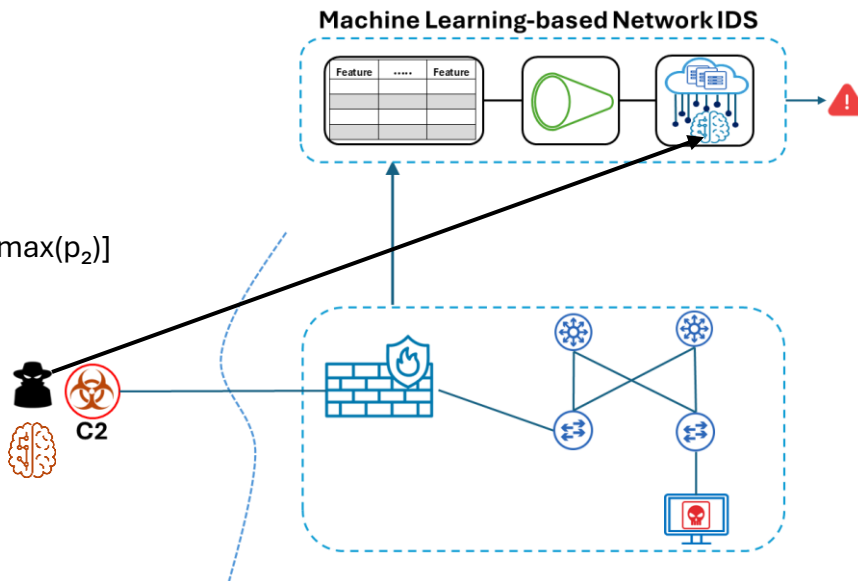 Machine Learning-based Network IDS
Feature ..... Feature
max(p₂)]
C2